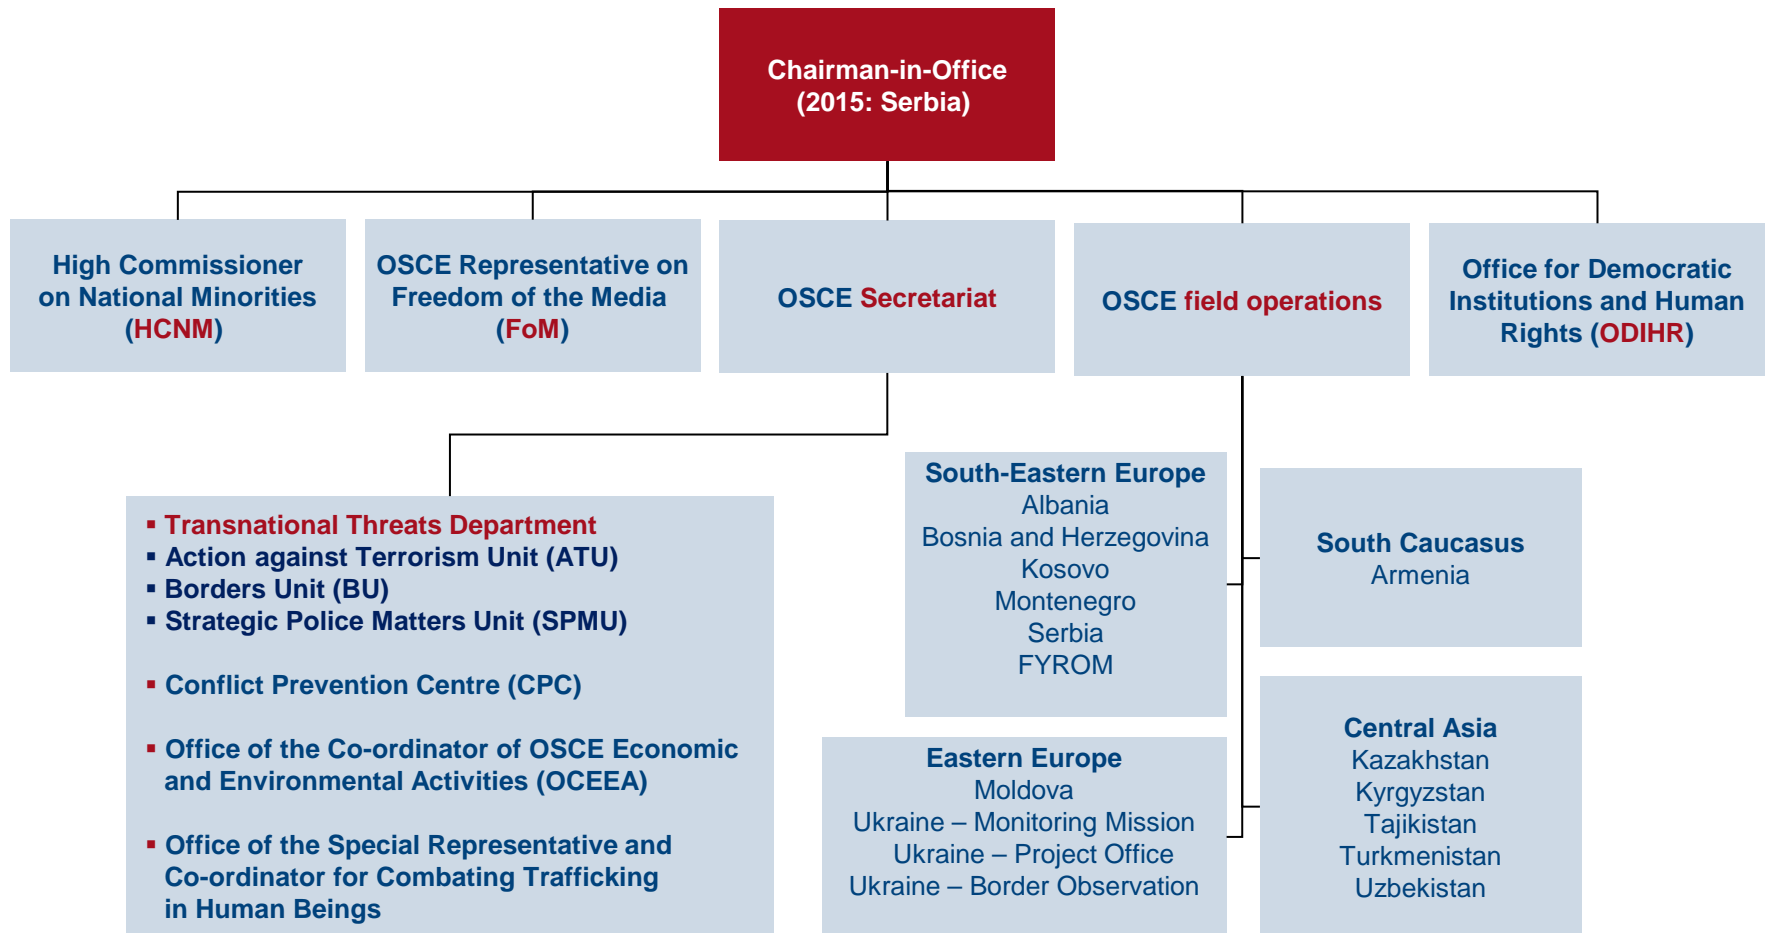 Chairman-in-Office
(2015: Serbia)
High Commissioner
on National Minorities
(HCNM)
OSCE Representative on
Freedom of the Media
(FoM)
OSCE Secretariat
OSCE field operations
Office for Democratic
Institutions and Human
Rights (ODIHR)
▪ Transnational Threats Department
▪ Action against Terrorism Unit (ATU)
▪ Borders Unit (BU)
▪ Strategic Police Matters Unit (SPMU)
▪ Conflict Prevention Centre (CPC)
▪ Office of the Co-ordinator of OSCE Economic
and Environmental Activities (OCEEA)
▪ Office of the Special Representative and
Co-ordinator for Combating Trafficking
in Human Beings
South-Eastern Europe
Albania
Bosnia and Herzegovina
Kosovo
Montenegro
Serbia
FYROM
South Caucasus
Armenia
Eastern Europe
Moldova
Ukraine – Monitoring Mission
Ukraine – Project Office
Ukraine – Border Observation
Central Asia
Kazakhstan
Kyrgyzstan
Tajikistan
Turkmenistan
Uzbekistan